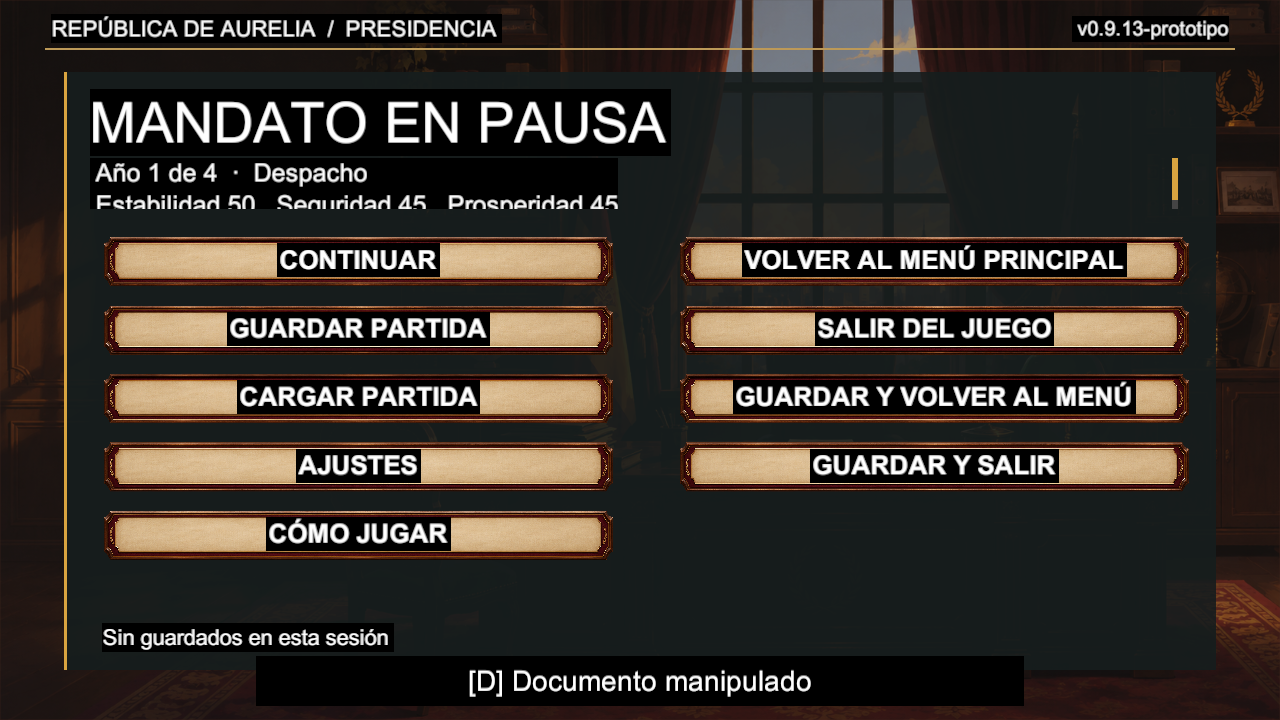 REPÚBLICA DE AURELIA / PRESIDENCIA
v0.9.13-prototipo
MANDATO EN PAUSA
Año 1 de 4 · Despacho
Estabilidad 50 Seguridad 45 Prosperidad 45
CONTINUAR
GUARDAR PARTIDA
CARGAR PARTIDA
AJUSTES
CÓMO JUGAR
VOLVER AL MENÚ PRINCIPAL
SALIR DEL JUEGO
GUARDAR Y VOLVER AL MENÚ
GUARDAR Y SALIR
Sin guardados en esta sesión
[D] Documento manipulado